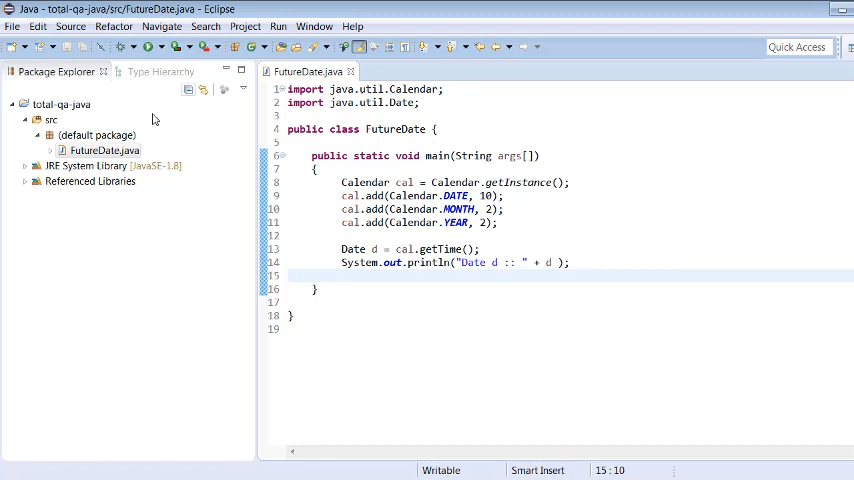 Java - total-qa-java/src/FutureDate.java - Eclipse
File Edit Source Refactor Navigate Search Project Run Window Help
Quick Access
Package Explorer Type Hierarchy
total-qa-java
src
(default package)
FutureDate.java
JRE System Library [JavaSE-1.8]
Referenced Libraries
FutureDate.java
1 import java.util.Calendar;
2 import java.util.Date;
3
4 public class FutureDate {
5
6 public static void main(String args[])
7 {
8 Calendar cal = Calendar.getInstance();
9 cal.add(Calendar.DATE, 10);
10 cal.add(Calendar.MONTH, 2);
11 cal.add(Calendar.YEAR, 2);
12
13 Date d = cal.getTime();
14 System.out.println("Date d :: " + d );
15
16 }
17
18 }
19
Writable Smart Insert 15 : 10